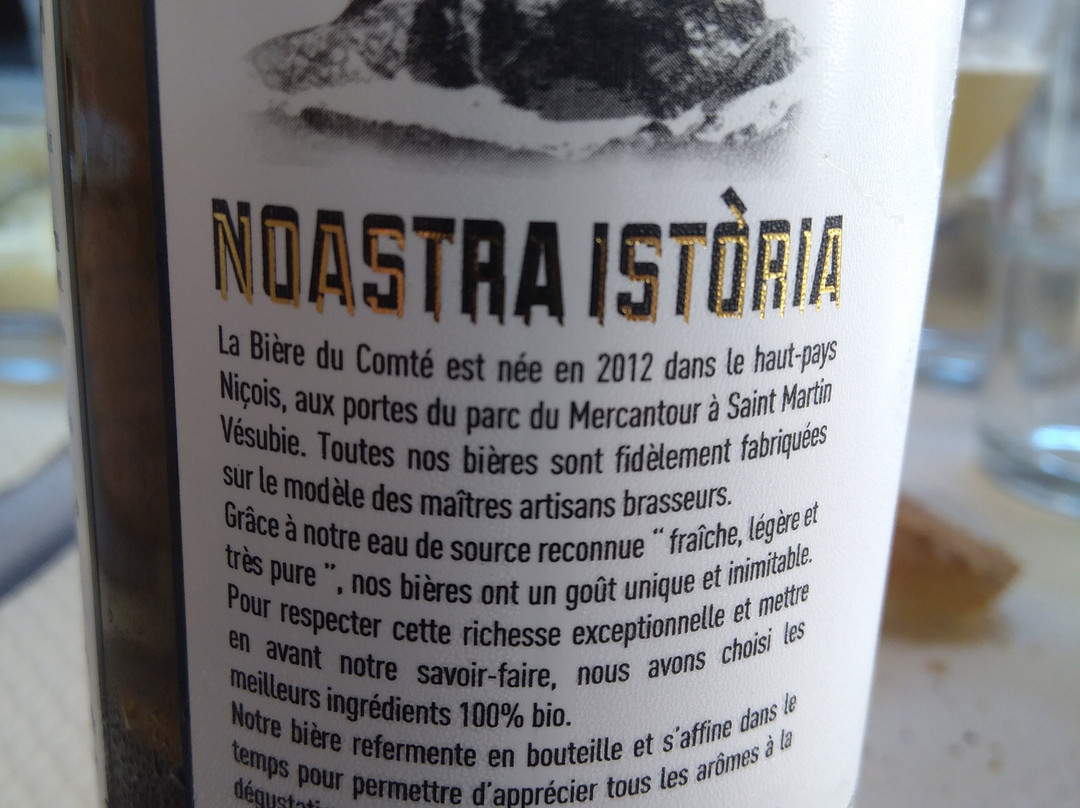 NOASTRA ISTÒRIA
La Bière du Comté est née en 2012 dans le haut-pays
Niçois, aux portes du parc du Mercantour à Saint Martin
Vésubie. Toutes nos bières sont fidèlement fabriquées
sur le modèle des maîtres artisans brasseurs.
Grâce à notre eau de source reconnue “ fraîche, légère et
très pure ”, nos bières ont un goût unique et inimitable.
Pour respecter cette richesse exceptionnelle et mettre
en avant notre savoir-faire, nous avons choisi les
meilleurs ingrédients 100% bio.
Notre bière refermente en bouteille et s’affine dans le
temps pour permettre d’apprécier tous les arômes à la